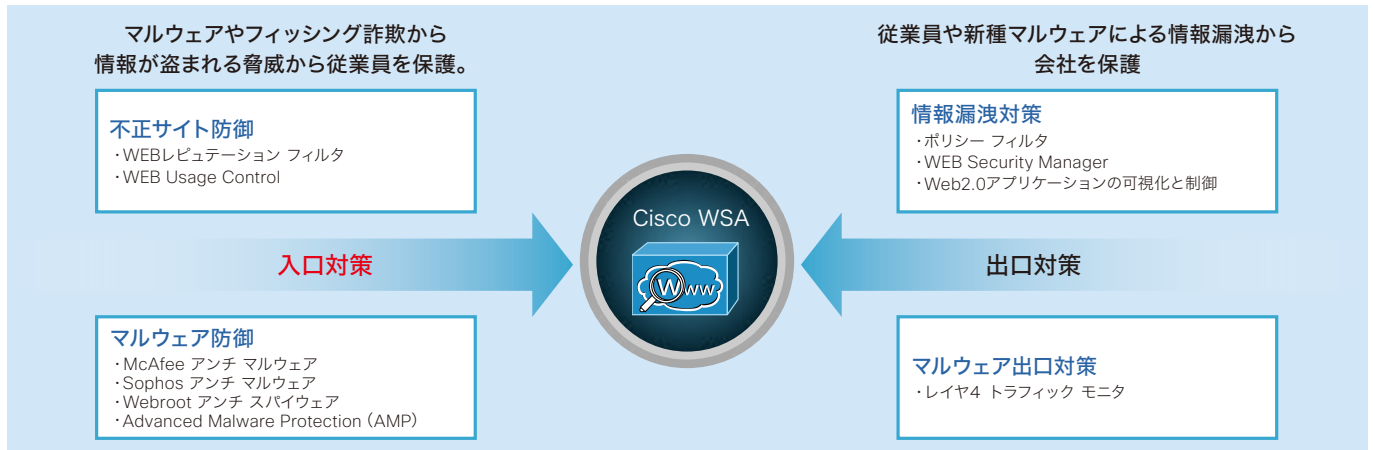 マルウェアやフィッシング詐欺から
情報が盗まれる脅威から従業員を保護。
不正サイト防御
・WEBレピュテーション フィルタ
・WEB Usage Control
入口対策
マルウェア防御
・McAfee アンチ マルウェア
・Sophos アンチ マルウェア
・Webroot アンチ スパイウェア
・Advanced Malware Protection（AMP）
Cisco WSA
Www
従業員や新種マルウェアによる情報漏洩から
会社を保護
情報漏洩対策
・ポリシー フィルタ
・WEB Security Manager
・Web2.0アプリケーションの可視化と制御
出口対策
マルウェア出口対策
・レイヤ4 トラフィック モニタ